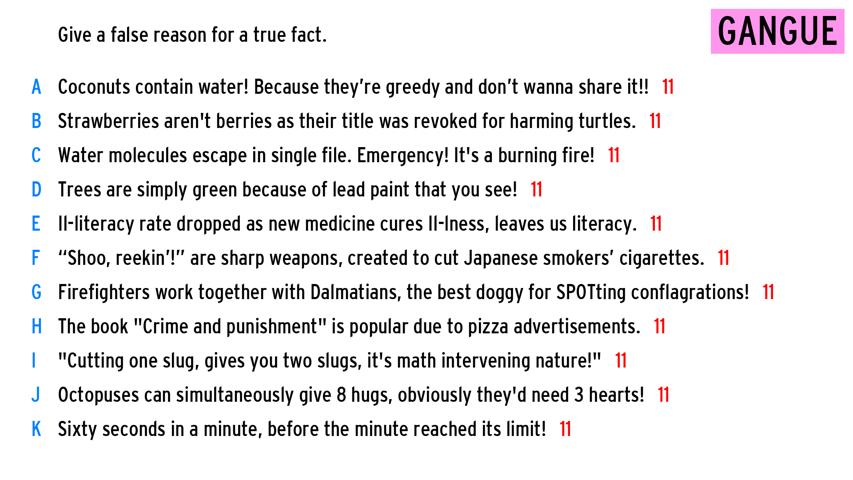 Give a false reason for a true fact.
GANGUE
A Coconuts contain water! Because they're greedy and don't wanna share it!! 11
B Strawberries aren't berries as their title was revoked for harming turtles. 11
C Water molecules escape in single file. Emergency! It's a burning fire! 11
D Trees are simply green because of lead paint that you see! 11
E Il-literacy rate dropped as new medicine cures Il-lness, leaves us literacy. 11
F “Shoo, reekin’!” are sharp weapons, created to cut Japanese smokers’ cigarettes. 11
G Firefighters work together with Dalmatians, the best doggy for SPOTting conflagrations! 11
H The book "Crime and punishment" is popular due to pizza advertisements. 11
I "Cutting one slug, gives you two slugs, it's math intervening nature!" 11
J Octopuses can simultaneously give 8 hugs, obviously they'd need 3 hearts! 11
K Sixty seconds in a minute, before the minute reached its limit! 11